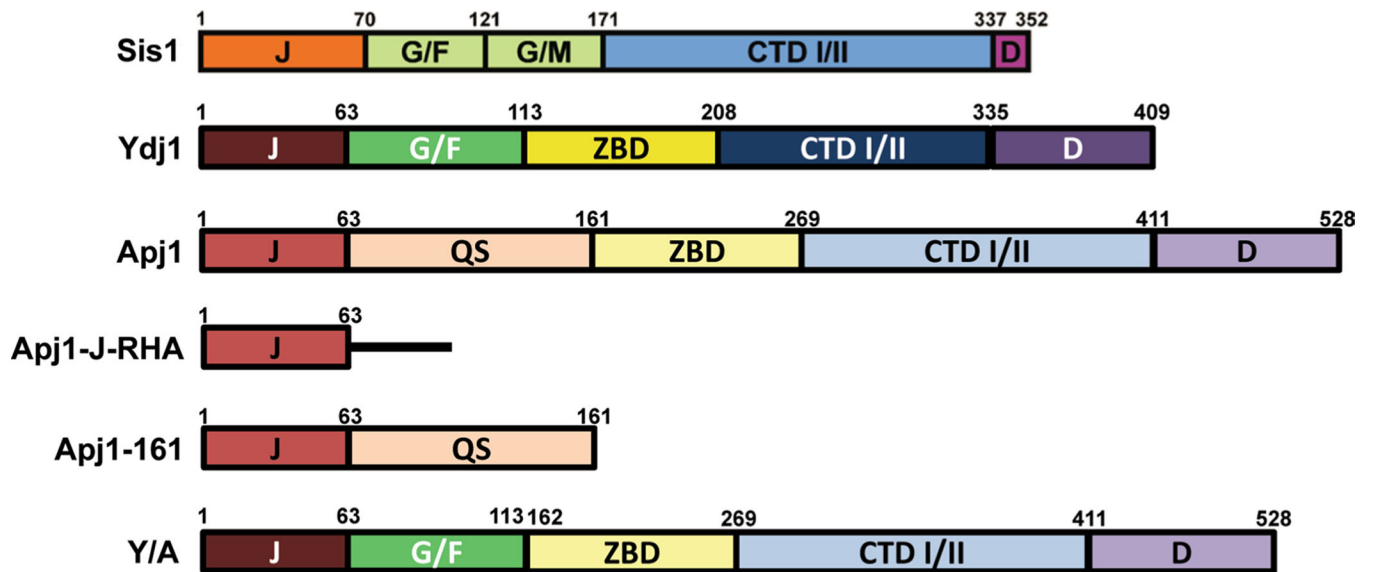 1 70 121 171 337 352
Sis1 J G/F G/M CTD I/II D
1 63 113 208 335 409
Ydj1 J G/F ZBD CTD I/II D
1 63 161 269 411 528
Apj1 J QS ZBD CTD I/II D
1 63
Apj1-J-RHA J
1 63 161
Apj1-161 J QS
1 63 113 162 269 411 528
Y/A J G/F ZBD CTD I/II D